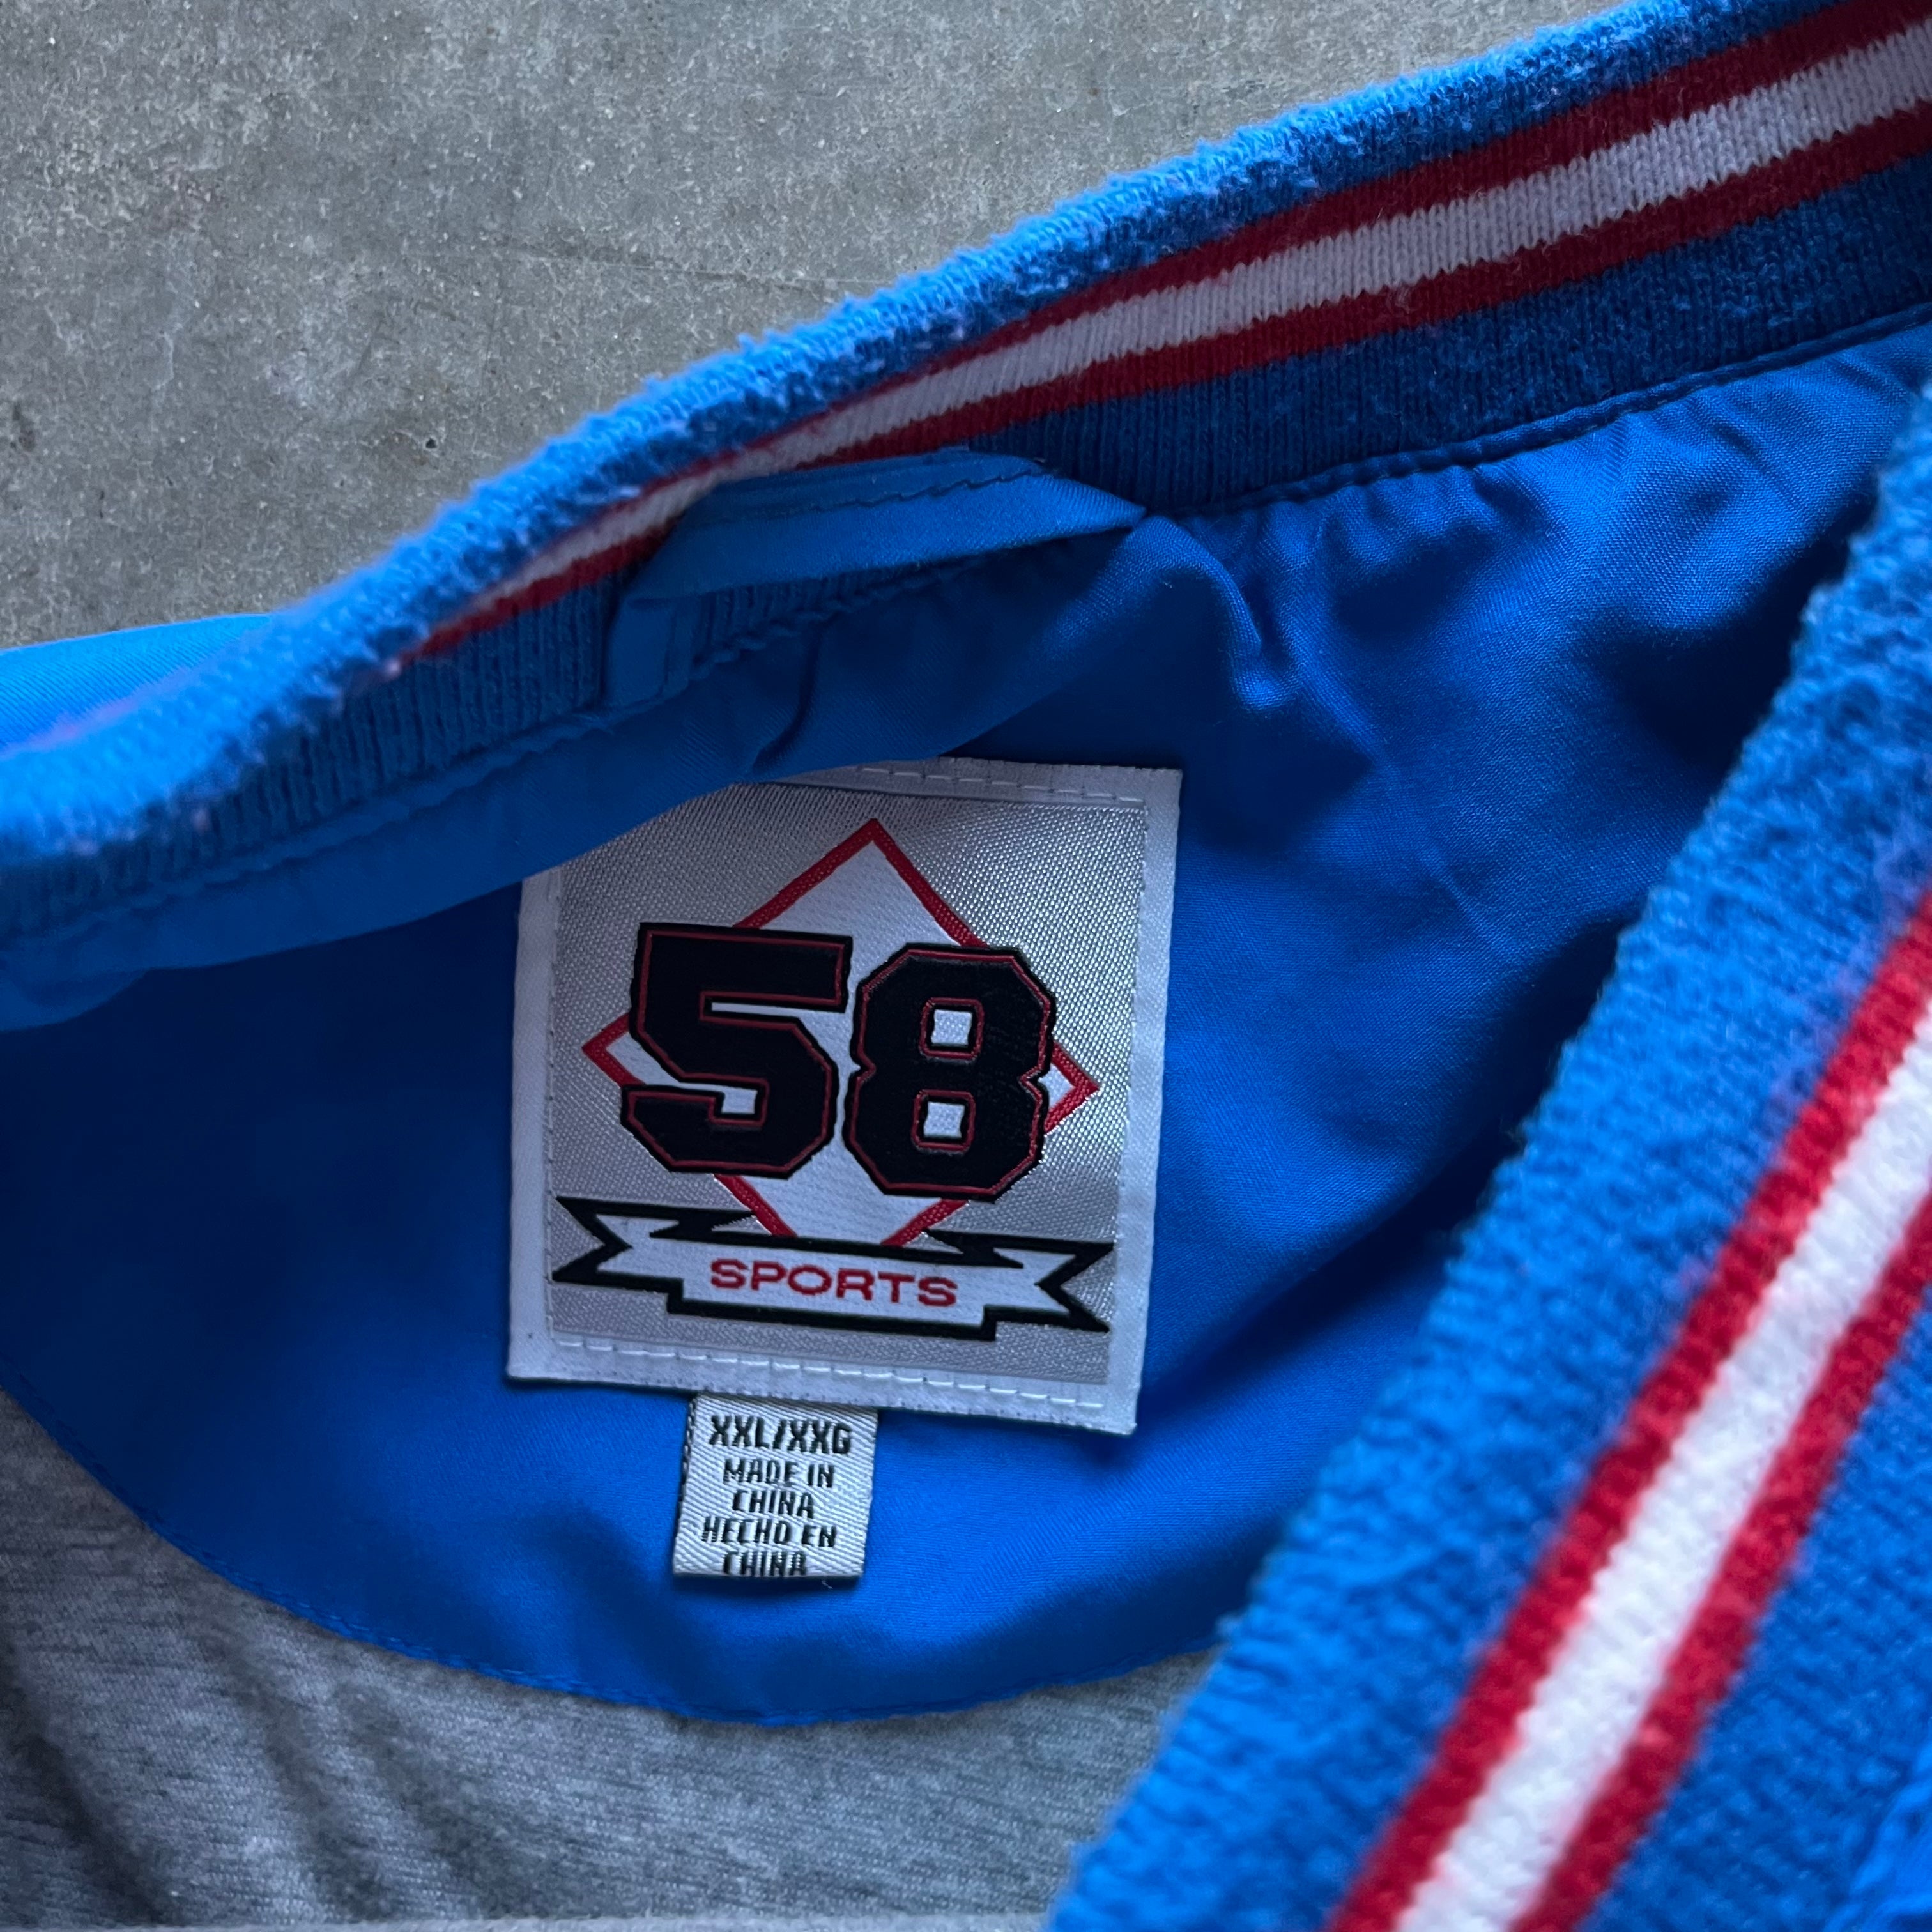 58
SPORTS
XXL/XXG
MADE IN
CHINA
HECHO EN
CHINA